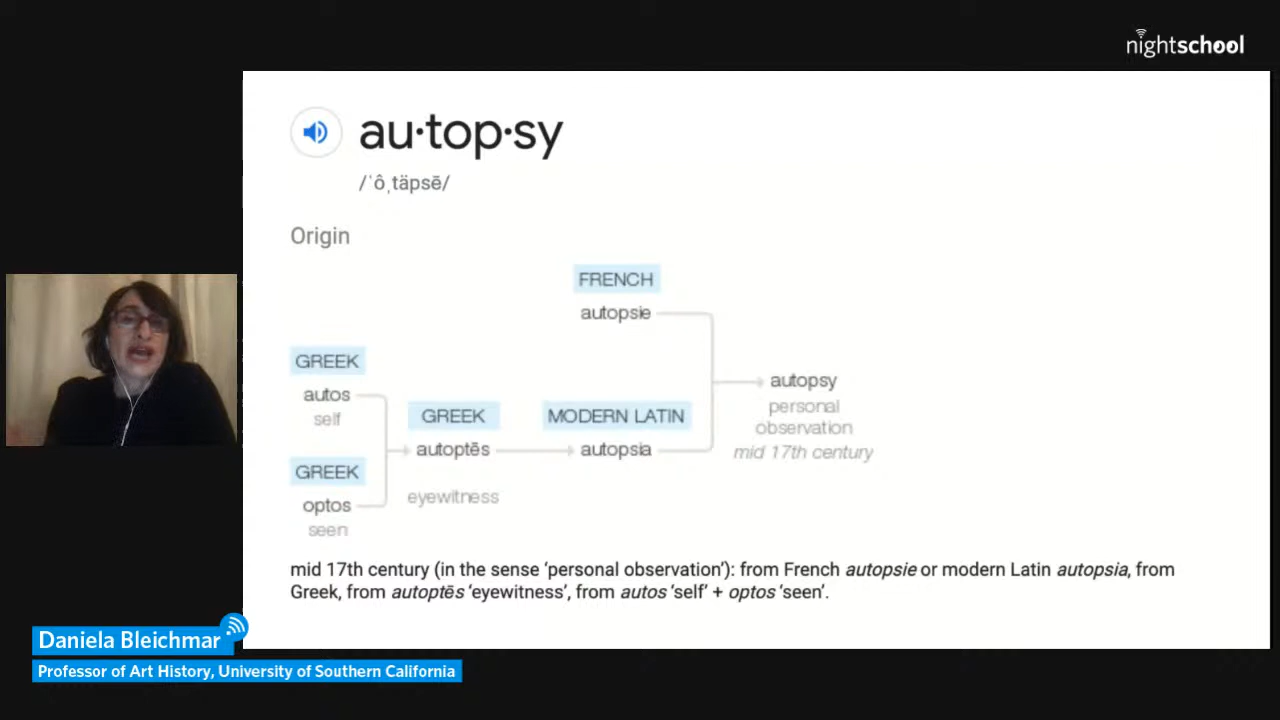 nightschool
au·top·sy
/ˈôˌtäpsē/
Origin
FRENCH
autopsie
GREEK
autos
self
GREEK
autoptēs
eyewitness
MODERN LATIN
autopsia
autopsy
personal
observation
mid 17th century
GREEK
optos
seen
mid 17th century (in the sense ‘personal observation’): from French autopsie or modern Latin autopsia, from
Greek, from autoptēs ‘eyewitness’, from autos ‘self’ + optos ‘seen’.
Daniela Bleichmar
Professor of Art History, University of Southern California